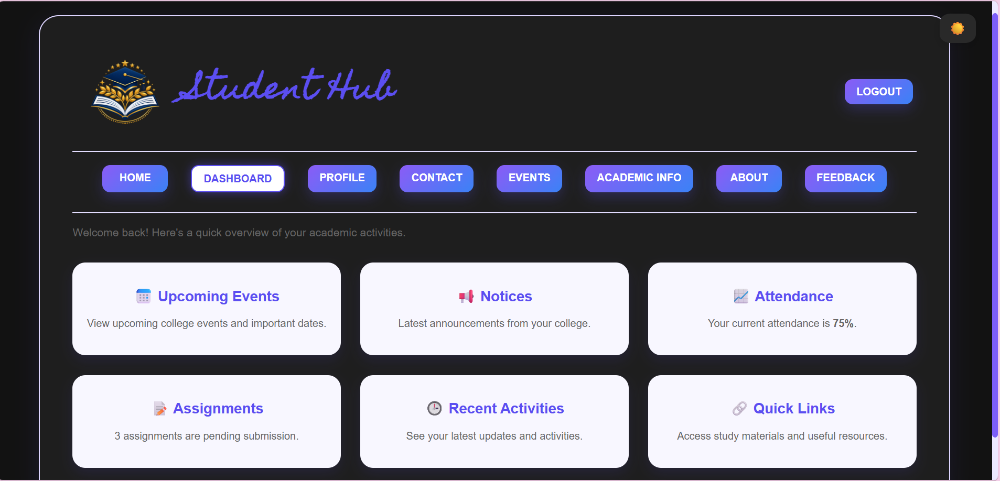 Student Hub
LOGOUT
HOME
DASHBOARD
PROFILE
CONTACT
EVENTS
ACADEMIC INFO
ABOUT
FEEDBACK
Welcome back! Here's a quick overview of your academic activities.
Upcoming Events
View upcoming college events and important dates.
Notices
Latest announcements from your college.
Attendance
Your current attendance is 75%.
Assignments
3 assignments are pending submission.
Recent Activities
See your latest updates and activities.
Quick Links
Access study materials and useful resources.